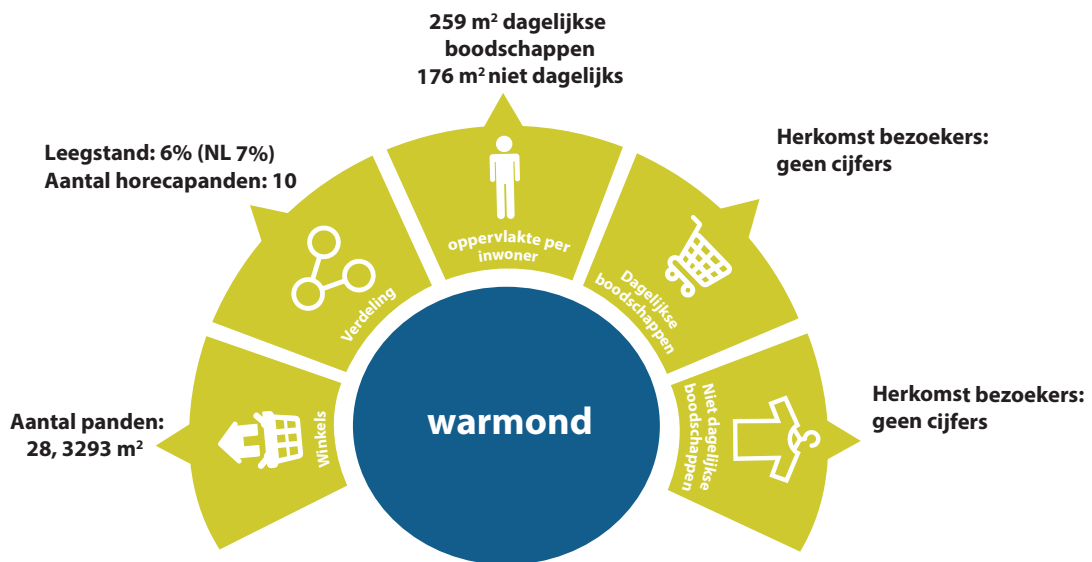 259 m² dagelijkse
boodschappen
176 m² niet dagelijks
Leegstand: 6% (NL 7%)
Aantal horecapanden: 10
Herkomst bezoekers:
geen cijfers
oppervlakte per
inwoner
Verdeling
Dagelijkse
boodschappen
Aantal panden:
28, 3293 m²
Winkels
warmond
Niet dagelijkse
boodschappen
Herkomst bezoekers:
geen cijfers